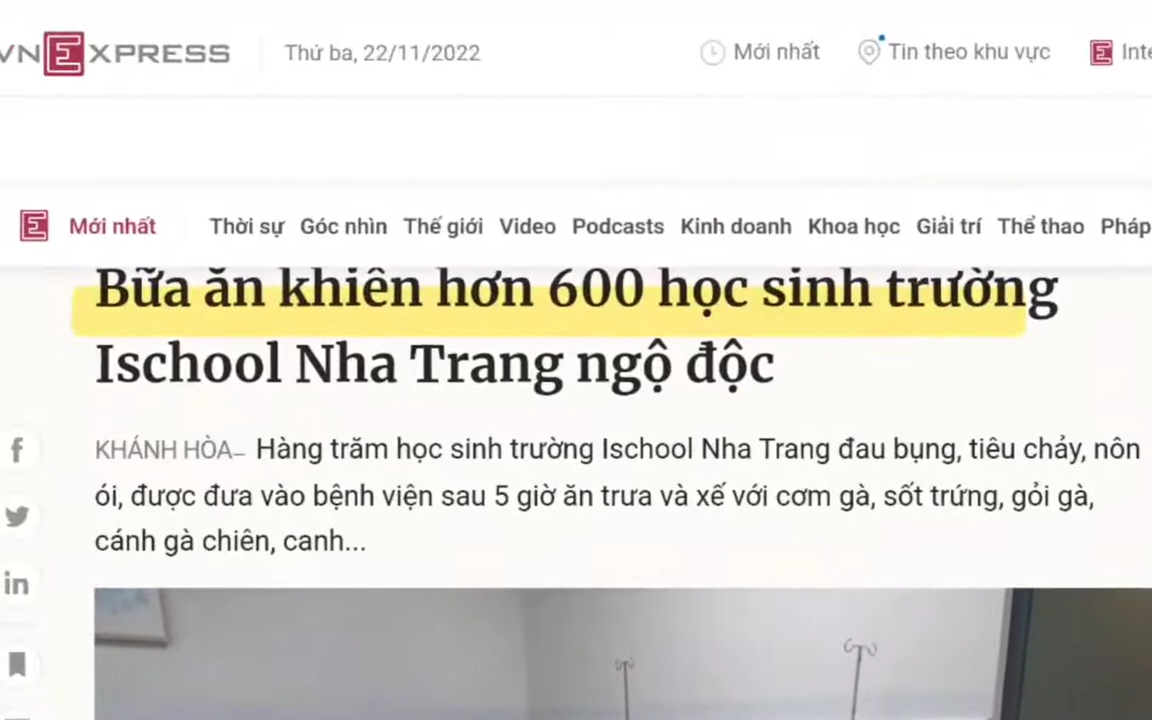 VNEXPRESS
Thứ ba, 22/11/2022
Mới nhất
Tin theo khu vực
E
E Mới nhất Thời sự Góc nhìn Thế giới Video Podcasts Kinh doanh Khoa học Giải trí Thể thao Pháp
Bữa ăn khiến hơn 600 học sinh trường
Ischool Nha Trang ngộ độc
KHÁNH HÒA– Hàng trăm học sinh trường Ischool Nha Trang đau bụng, tiêu chảy, nôn
ói, được đưa vào bệnh viện sau 5 giờ ăn trưa và xế với cơm gà, sốt trứng, gỏi gà,
cánh gà chiên, canh...